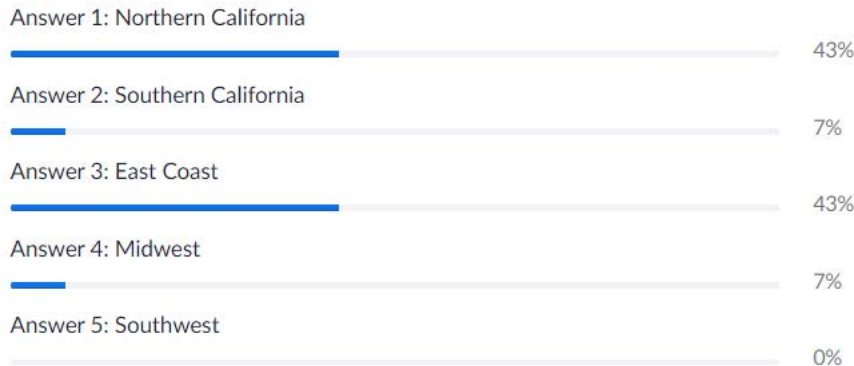 Answer 1: Northern California
43%
Answer 2: Southern California
7%
Answer 3: East Coast
43%
Answer 4: Midwest
7%
Answer 5: Southwest
0%